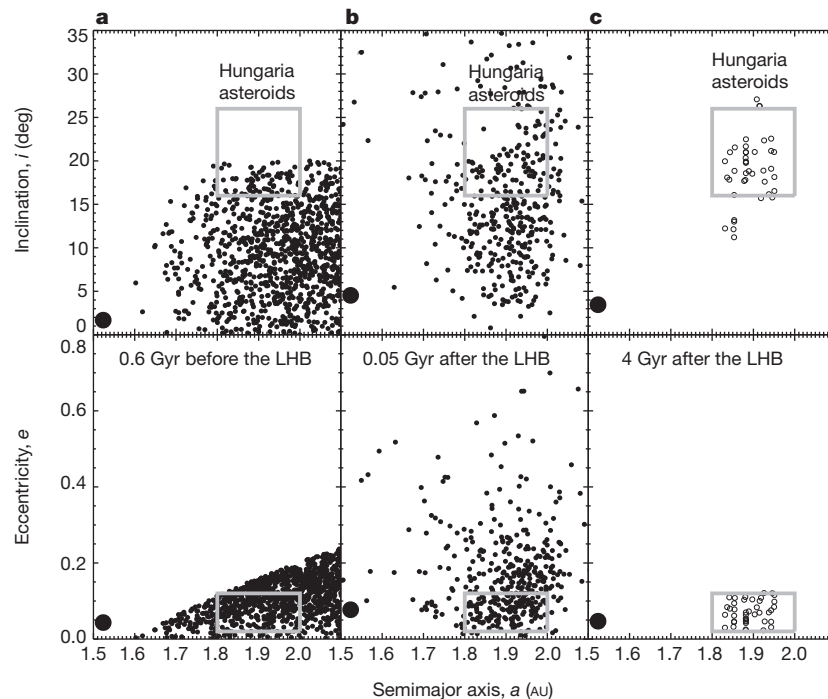 a
b
c
35
30
25
20
15
10
5
0
Inclination, i (deg)
Hungaria
asteroids
Hungaria
asteroids
Hungaria
asteroids
0.8
0.6
0.4
0.2
0.0
Eccentricity, e
0.6 Gyr before the LHB
0.05 Gyr after the LHB
4 Gyr after the LHB
1.5 1.6 1.7 1.8 1.9 2.0 1.5 1.6 1.7 1.8 1.9 2.0 1.5 1.6 1.7 1.8 1.9 2.0
Semimajor axis, a (AU)